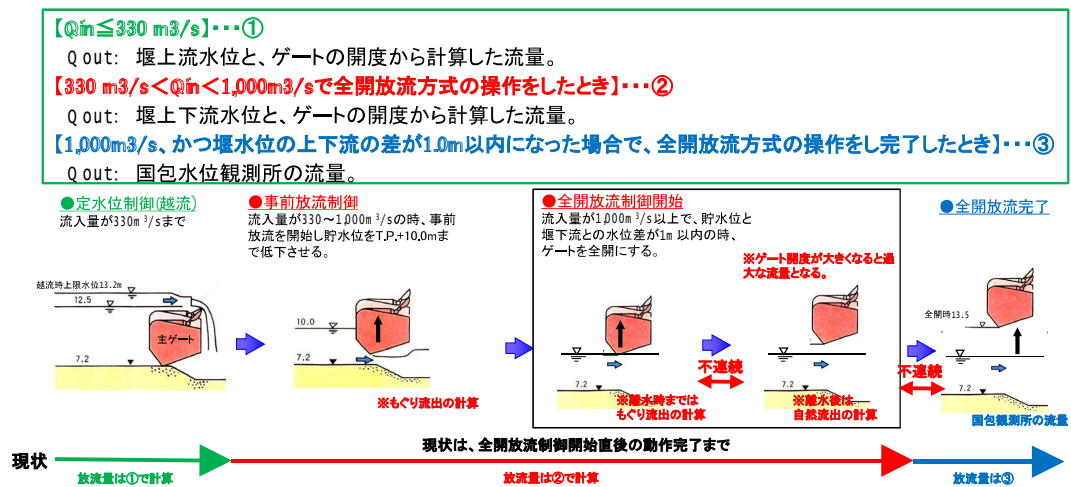 【Qin≦330 m3/s】・・・①
Qout: 堰上流水位と、ゲートの開度から計算した流量。
【330 m3/s＜Qin＜1,000m3/sで全開放流方式の操作をしたとき】・・・②
Qout: 堰上下流水位と、ゲートの開度から計算した流量。
【1,000m3/s、かつ堰水位の上下流の差が1.0m以内になった場合で、全開放流方式の操作をし完了したとき】・・・③
Qout: 国包水位観測所の流量。
●定水位制御(越流)
流入量が330m³/sまで
●事前放流制御
流入量が330～1,000m³/sの時、事前
放流を開始し貯水位をT.P.+10.0mま
で低下させる。
●全開放流制御開始
流入量が1,000m³/s以上で、貯水位と
堰下流との水位差が1m以内の時、
ゲートを全開にする。
※ゲート開度が大きくなると過
大な流量となる。
●全開放流完了
越流時上限水位13.2m
12.5
主ゲート
7.2
10.0
7.2
※もぐり流出の計算
7.2
※離水時までは
もぐり流出の計算
不連続
7.2
※離水後は
自然流出の計算
不連続
全開時13.5
7.2
国包観測所の流量
現状は、全開放流制御開始直後の動作完了まで
現状
放流量は①で計算
放流量は②で計算
放流量は③